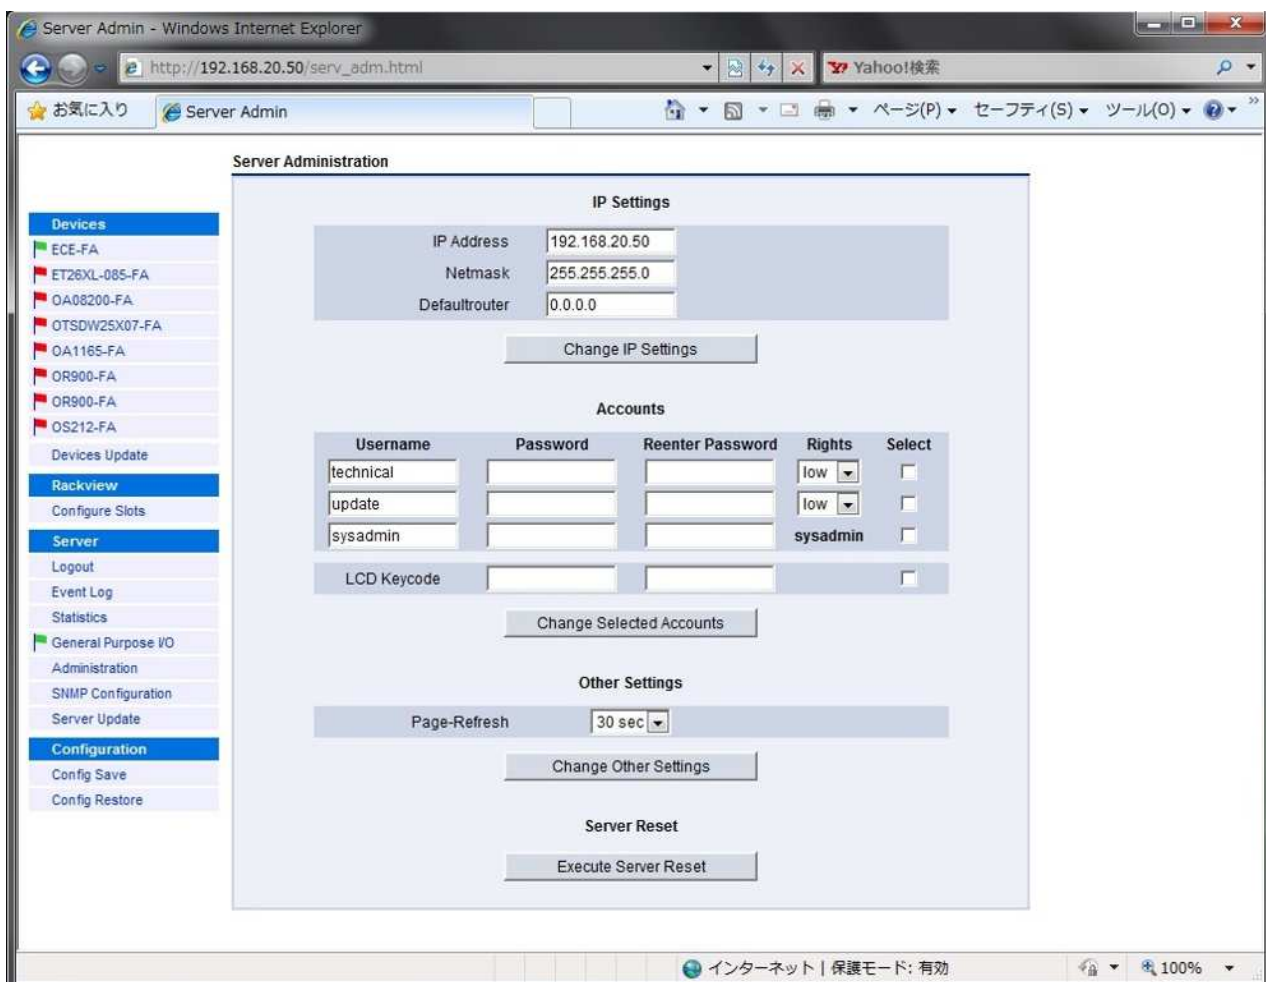 Server Admin - Windows Internet Explorer
http://192.168.20.50/serv_adm.html
Yahoo!検索
お気に入り
Server Admin
ページ(P)
セーフティ(S)
ツール(O)
Server Administration
Devices
ECE-FA
ET26XL-085-FA
OA08200-FA
OTSDW25X07-FA
OA1165-FA
OR900-FA
OR900-FA
OS212-FA
Devices Update
Rackview
Configure Slots
Server
Logout
Event Log
Statistics
General Purpose I/O
Administration
SNMP Configuration
Server Update
Configuration
Config Save
Config Restore
IP Settings
IP Address 192.168.20.50
Netmask 255.255.255.0
Defaultrouter 0.0.0.0
Change IP Settings
Accounts
Username Password Reenter Password Rights Select
technical low
update low
sysadmin sysadmin
LCD Keycode
Change Selected Accounts
Other Settings
Page-Refresh 30 sec
Change Other Settings
Server Reset
Execute Server Reset
インターネット | 保護モード: 有効
100%